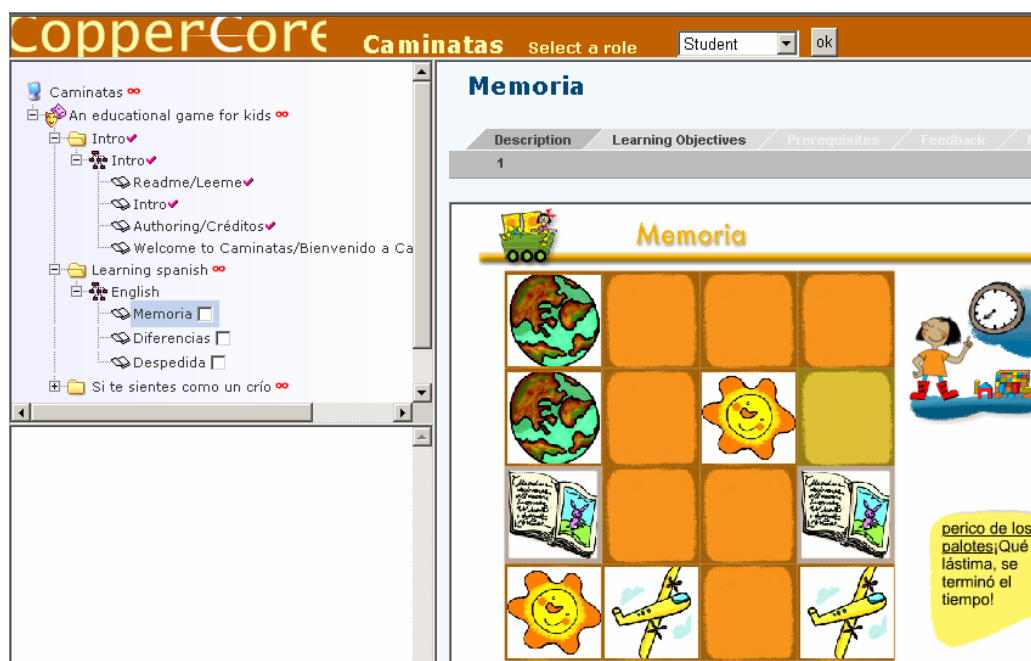 CopperCore Caminatas Select a role Student ok
Caminatas
An educational game for kids
Intro
Intro
Readme/Leeme
Intro
Authoring/Créditos
Welcome to Caminatas/Bienvenido a Ca
Learning spanish
English
Memoria
Diferencias
Despedida
Si te sientes como un crío
Memoria
Description Learning Objectives Prerequisites Feedback
1
Memoria
perico de los
palotes¡Qué
lástima, se
terminó el
tiempo!